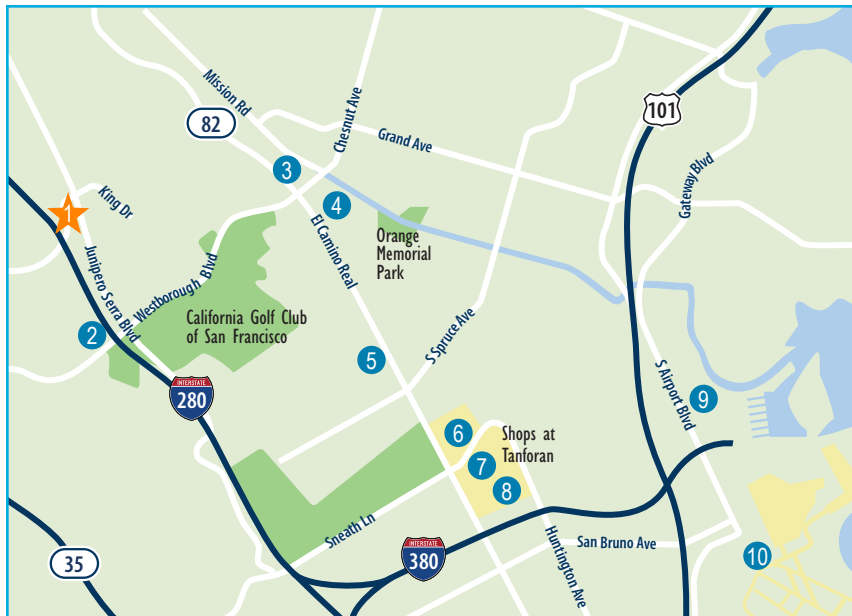 Mission Rd
82
Chesnut Ave
Grand Ave
101
Gateway Blvd
3
King Dr
1
4
El Camino Real
Orange
Memorial
Park
Junipero Serra Blvd
Westborough Blvd
California Golf Club
of San Francisco
2
5
S Spruce Ave
S Airport Blvd
9
INTERSTATE
280
6
Shops at
Tanforan
7
8
Sneath Ln
INTERSTATE
380
Huntington Ave
San Bruno Ave
10
35